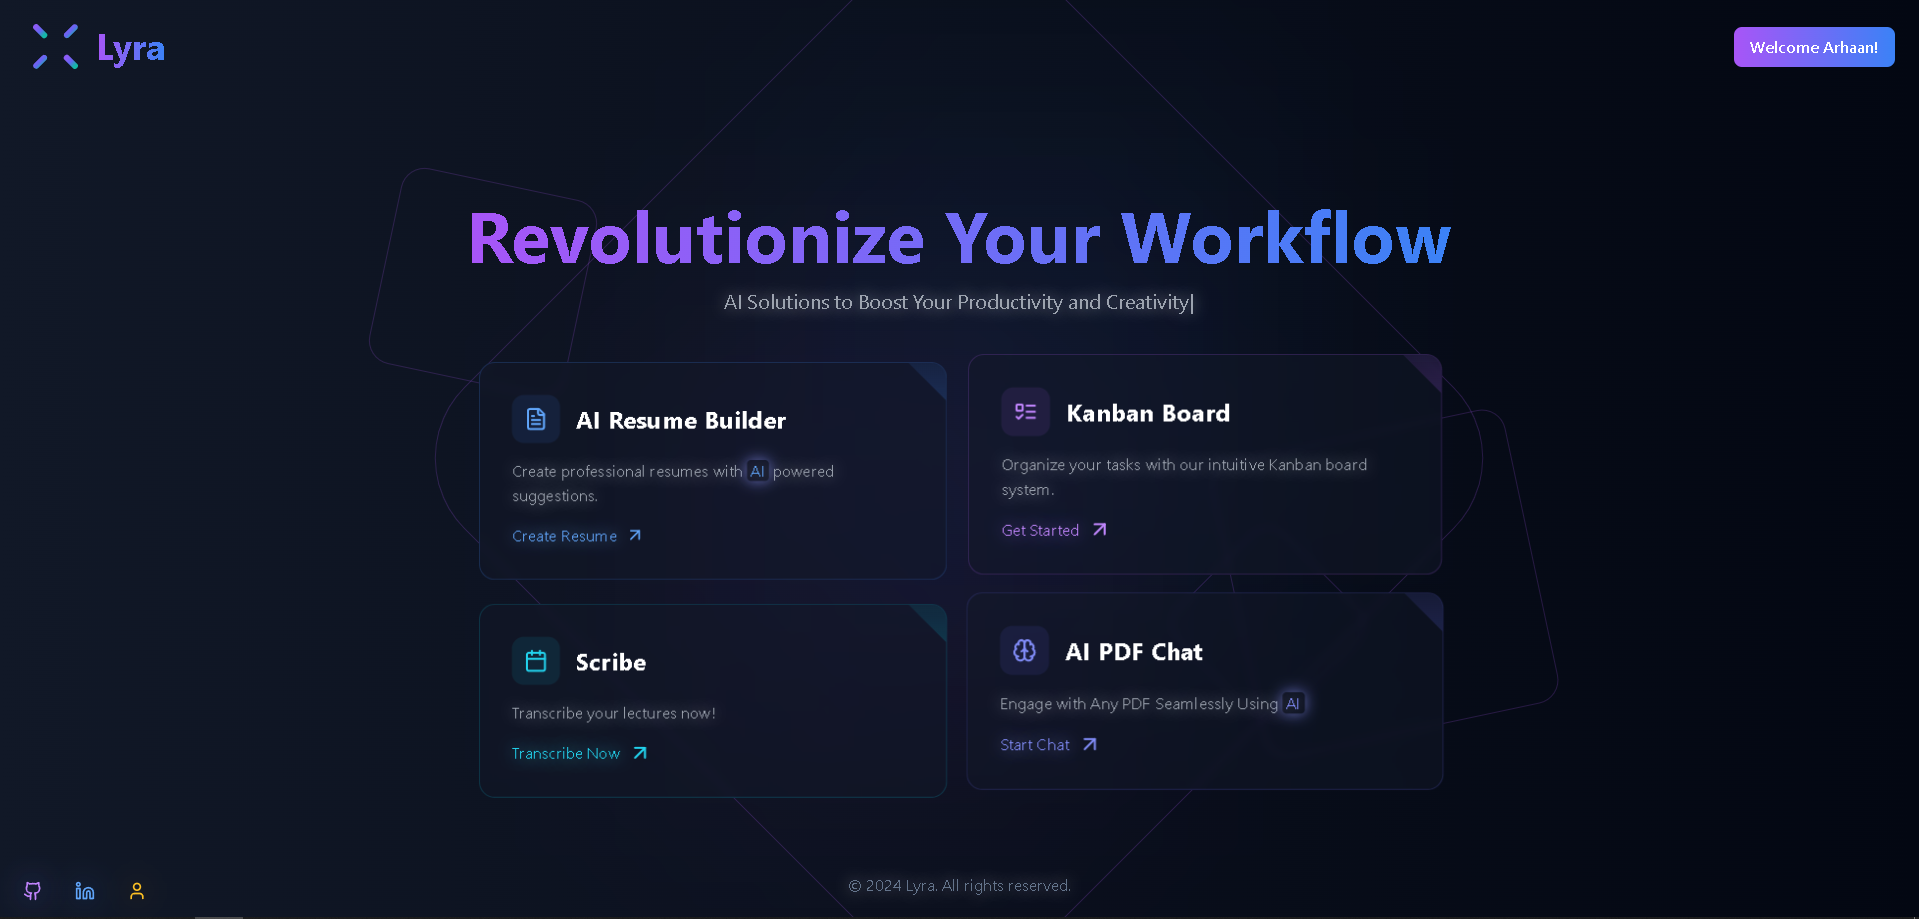 Lyra
Welcome Arhaan!
Revolutionize Your Workflow
AI Solutions to Boost Your Productivity and Creativity|
AI Resume Builder
Create professional resumes with AI powered
suggestions.
Create Resume
Kanban Board
Organize your tasks with our intuitive Kanban board
system.
Get Started
Scribe
Transcribe your lectures now!
Transcribe Now
AI PDF Chat
Engage with Any PDF Seamlessly Using AI
Start Chat
in
© 2024 Lyra. All rights reserved.